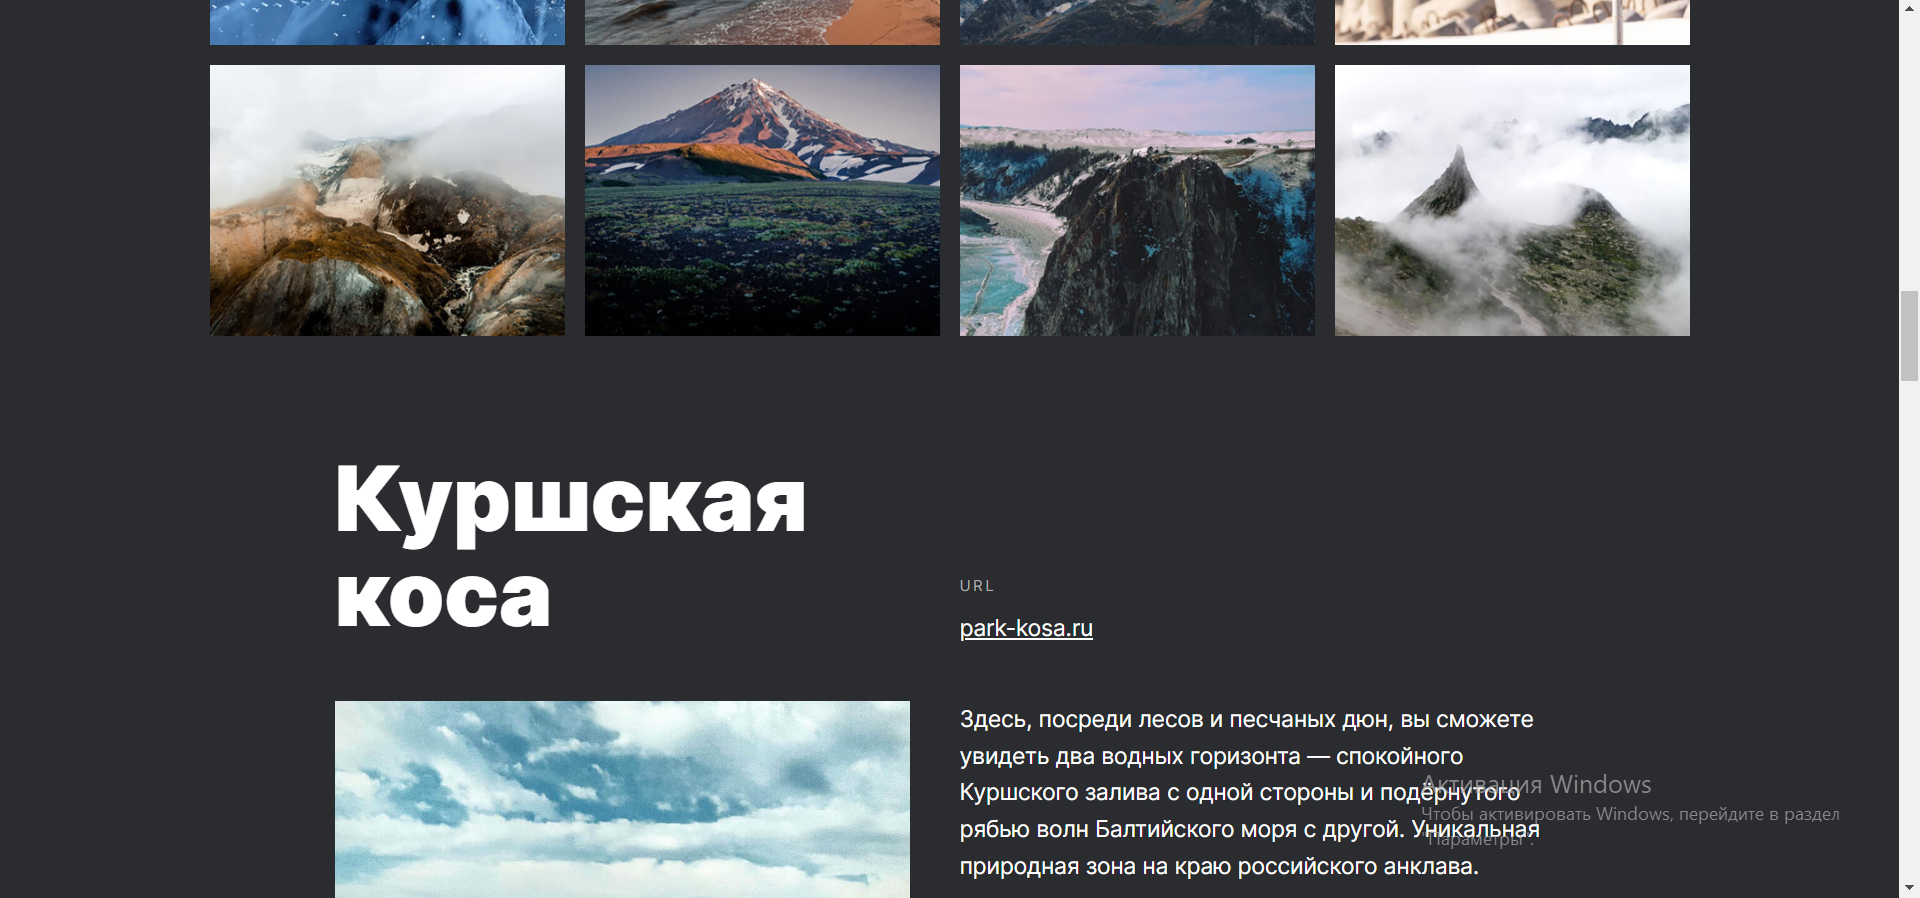 Куршская
коса
URL
park-kosa.ru
Здесь, посреди лесов и песчаных дюн, вы сможете
увидеть два водных горизонта — спокойного
Куршского залива с одной стороны и подёрнутого
рябью волн Балтийского моря с другой. Уникальная
природная зона на краю российского анклава.
Активация Windows
Чтобы активировать Windows, перейдите в раздел
"Параметры".